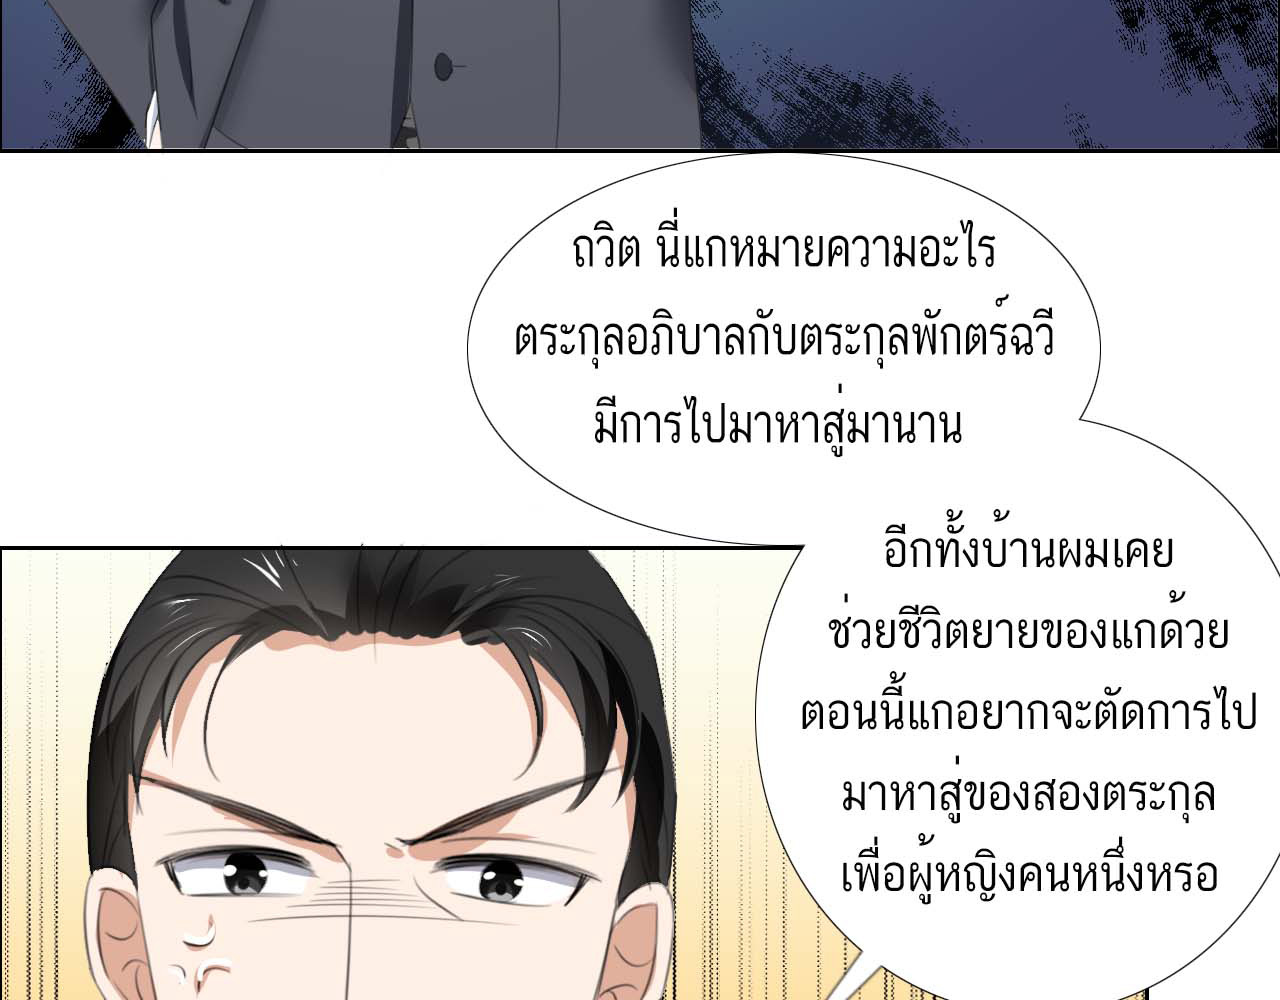 ถวิต นี่แกหมายความอะไร
ตระกุลอภิบาลกับตระกุลพักตร์ฉวี
มีการไปมาหาสู่มานาน
อีกทั้งบ้านผมเคย
ช่วยชีวิตยายของแกด้วย
ตอนนี้แกอยากจะตัดการไป
มาหาสู่ของสองตระกุล
เพื่อผู้หญิงคนหนึ่งหรอ